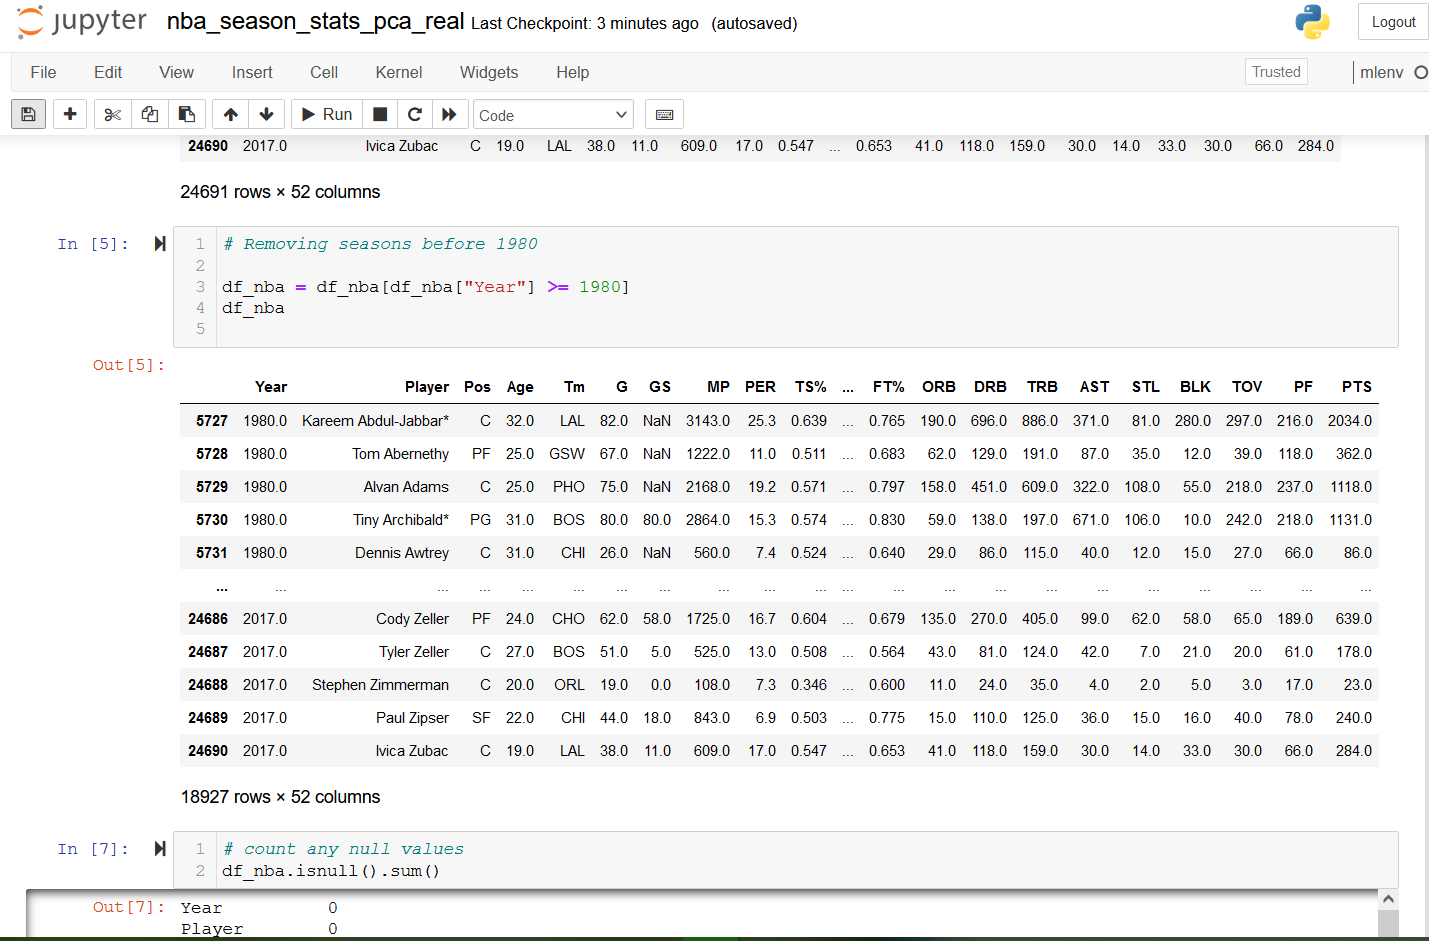 jupyter nba_season_stats_pca_real Last Checkpoint: 3 minutes ago (autosaved) Logout
File Edit View Insert Cell Kernel Widgets Help Trusted mlenv
Run Code
24690 2017.0 Ivica Zubac C 19.0 LAL 38.0 11.0 609.0 17.0 0.547 ... 0.653 41.0 118.0 159.0 30.0 14.0 33.0 30.0 66.0 284.0
24691 rows × 52 columns
In [5]: 1 # Removing seasons before 1980
2
3 df_nba = df_nba[df_nba["Year"] >= 1980]
4 df_nba
5
Out[5]:
Year Player Pos Age Tm G GS MP PER TS% ... FT% ORB DRB TRB AST STL BLK TOV PF PTS
5727 1980.0 Kareem Abdul-Jabbar* C 32.0 LAL 82.0 NaN 3143.0 25.3 0.639 ... 0.765 190.0 696.0 886.0 371.0 81.0 280.0 297.0 216.0 2034.0
5728 1980.0 Tom Abernethy PF 25.0 GSW 67.0 NaN 1222.0 11.0 0.511 ... 0.683 62.0 129.0 191.0 87.0 35.0 12.0 39.0 118.0 362.0
5729 1980.0 Alvan Adams C 25.0 PHO 75.0 NaN 2168.0 19.2 0.571 ... 0.797 158.0 451.0 609.0 322.0 108.0 55.0 218.0 237.0 1118.0
5730 1980.0 Tiny Archibald* PG 31.0 BOS 80.0 80.0 2864.0 15.3 0.574 ... 0.830 59.0 138.0 197.0 671.0 106.0 10.0 242.0 218.0 1131.0
5731 1980.0 Dennis Awtrey C 31.0 CHI 26.0 NaN 560.0 7.4 0.524 ... 0.640 29.0 86.0 115.0 40.0 12.0 15.0 27.0 66.0 86.0
... ... ... ... ... ... ... ... ... ... ... ... ... ... ... ... ... ... ... ... ... ...
24686 2017.0 Cody Zeller PF 24.0 CHO 62.0 58.0 1725.0 16.7 0.604 ... 0.679 135.0 270.0 405.0 99.0 62.0 58.0 65.0 189.0 639.0
24687 2017.0 Tyler Zeller C 27.0 BOS 51.0 5.0 525.0 13.0 0.508 ... 0.564 43.0 81.0 124.0 42.0 7.0 21.0 20.0 61.0 178.0
24688 2017.0 Stephen Zimmerman C 20.0 ORL 19.0 0.0 108.0 7.3 0.346 ... 0.600 11.0 24.0 35.0 4.0 2.0 5.0 3.0 17.0 23.0
24689 2017.0 Paul Zipser SF 22.0 CHI 44.0 18.0 843.0 6.9 0.503 ... 0.775 15.0 110.0 125.0 36.0 15.0 16.0 40.0 78.0 240.0
24690 2017.0 Ivica Zubac C 19.0 LAL 38.0 11.0 609.0 17.0 0.547 ... 0.653 41.0 118.0 159.0 30.0 14.0 33.0 30.0 66.0 284.0
18927 rows × 52 columns
In [7]: 1 # count any null values
2 df_nba.isnull().sum()
Out[7]: Year 0
Player 0